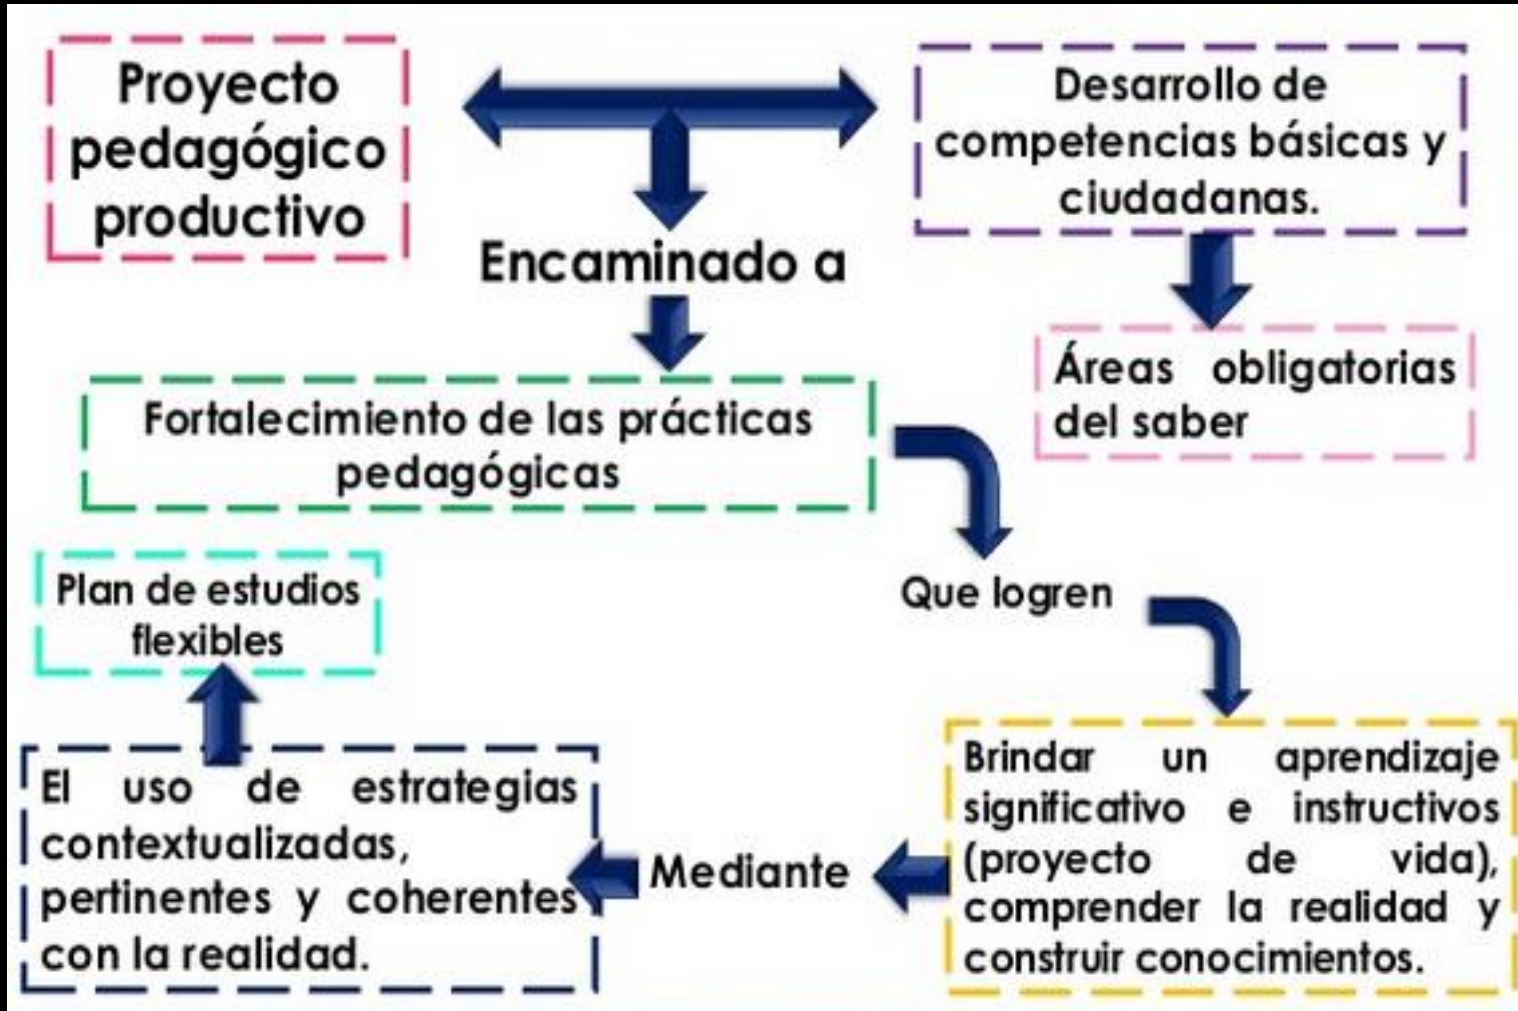 Proyecto
pedagógico
productivo
Desarrollo de
competencias básicas y
ciudadanas.
Encaminado a
Áreas obligatorias
del saber
Fortalecimiento de las prácticas
pedagógicas
Plan de estudios
flexibles
Que logren
El uso de estrategias
contextualizadas,
pertinentes y coherentes
con la realidad.
Mediante
Brindar un aprendizaje
significativo e instructivos
(proyecto de vida),
comprender la realidad y
construir conocimientos.